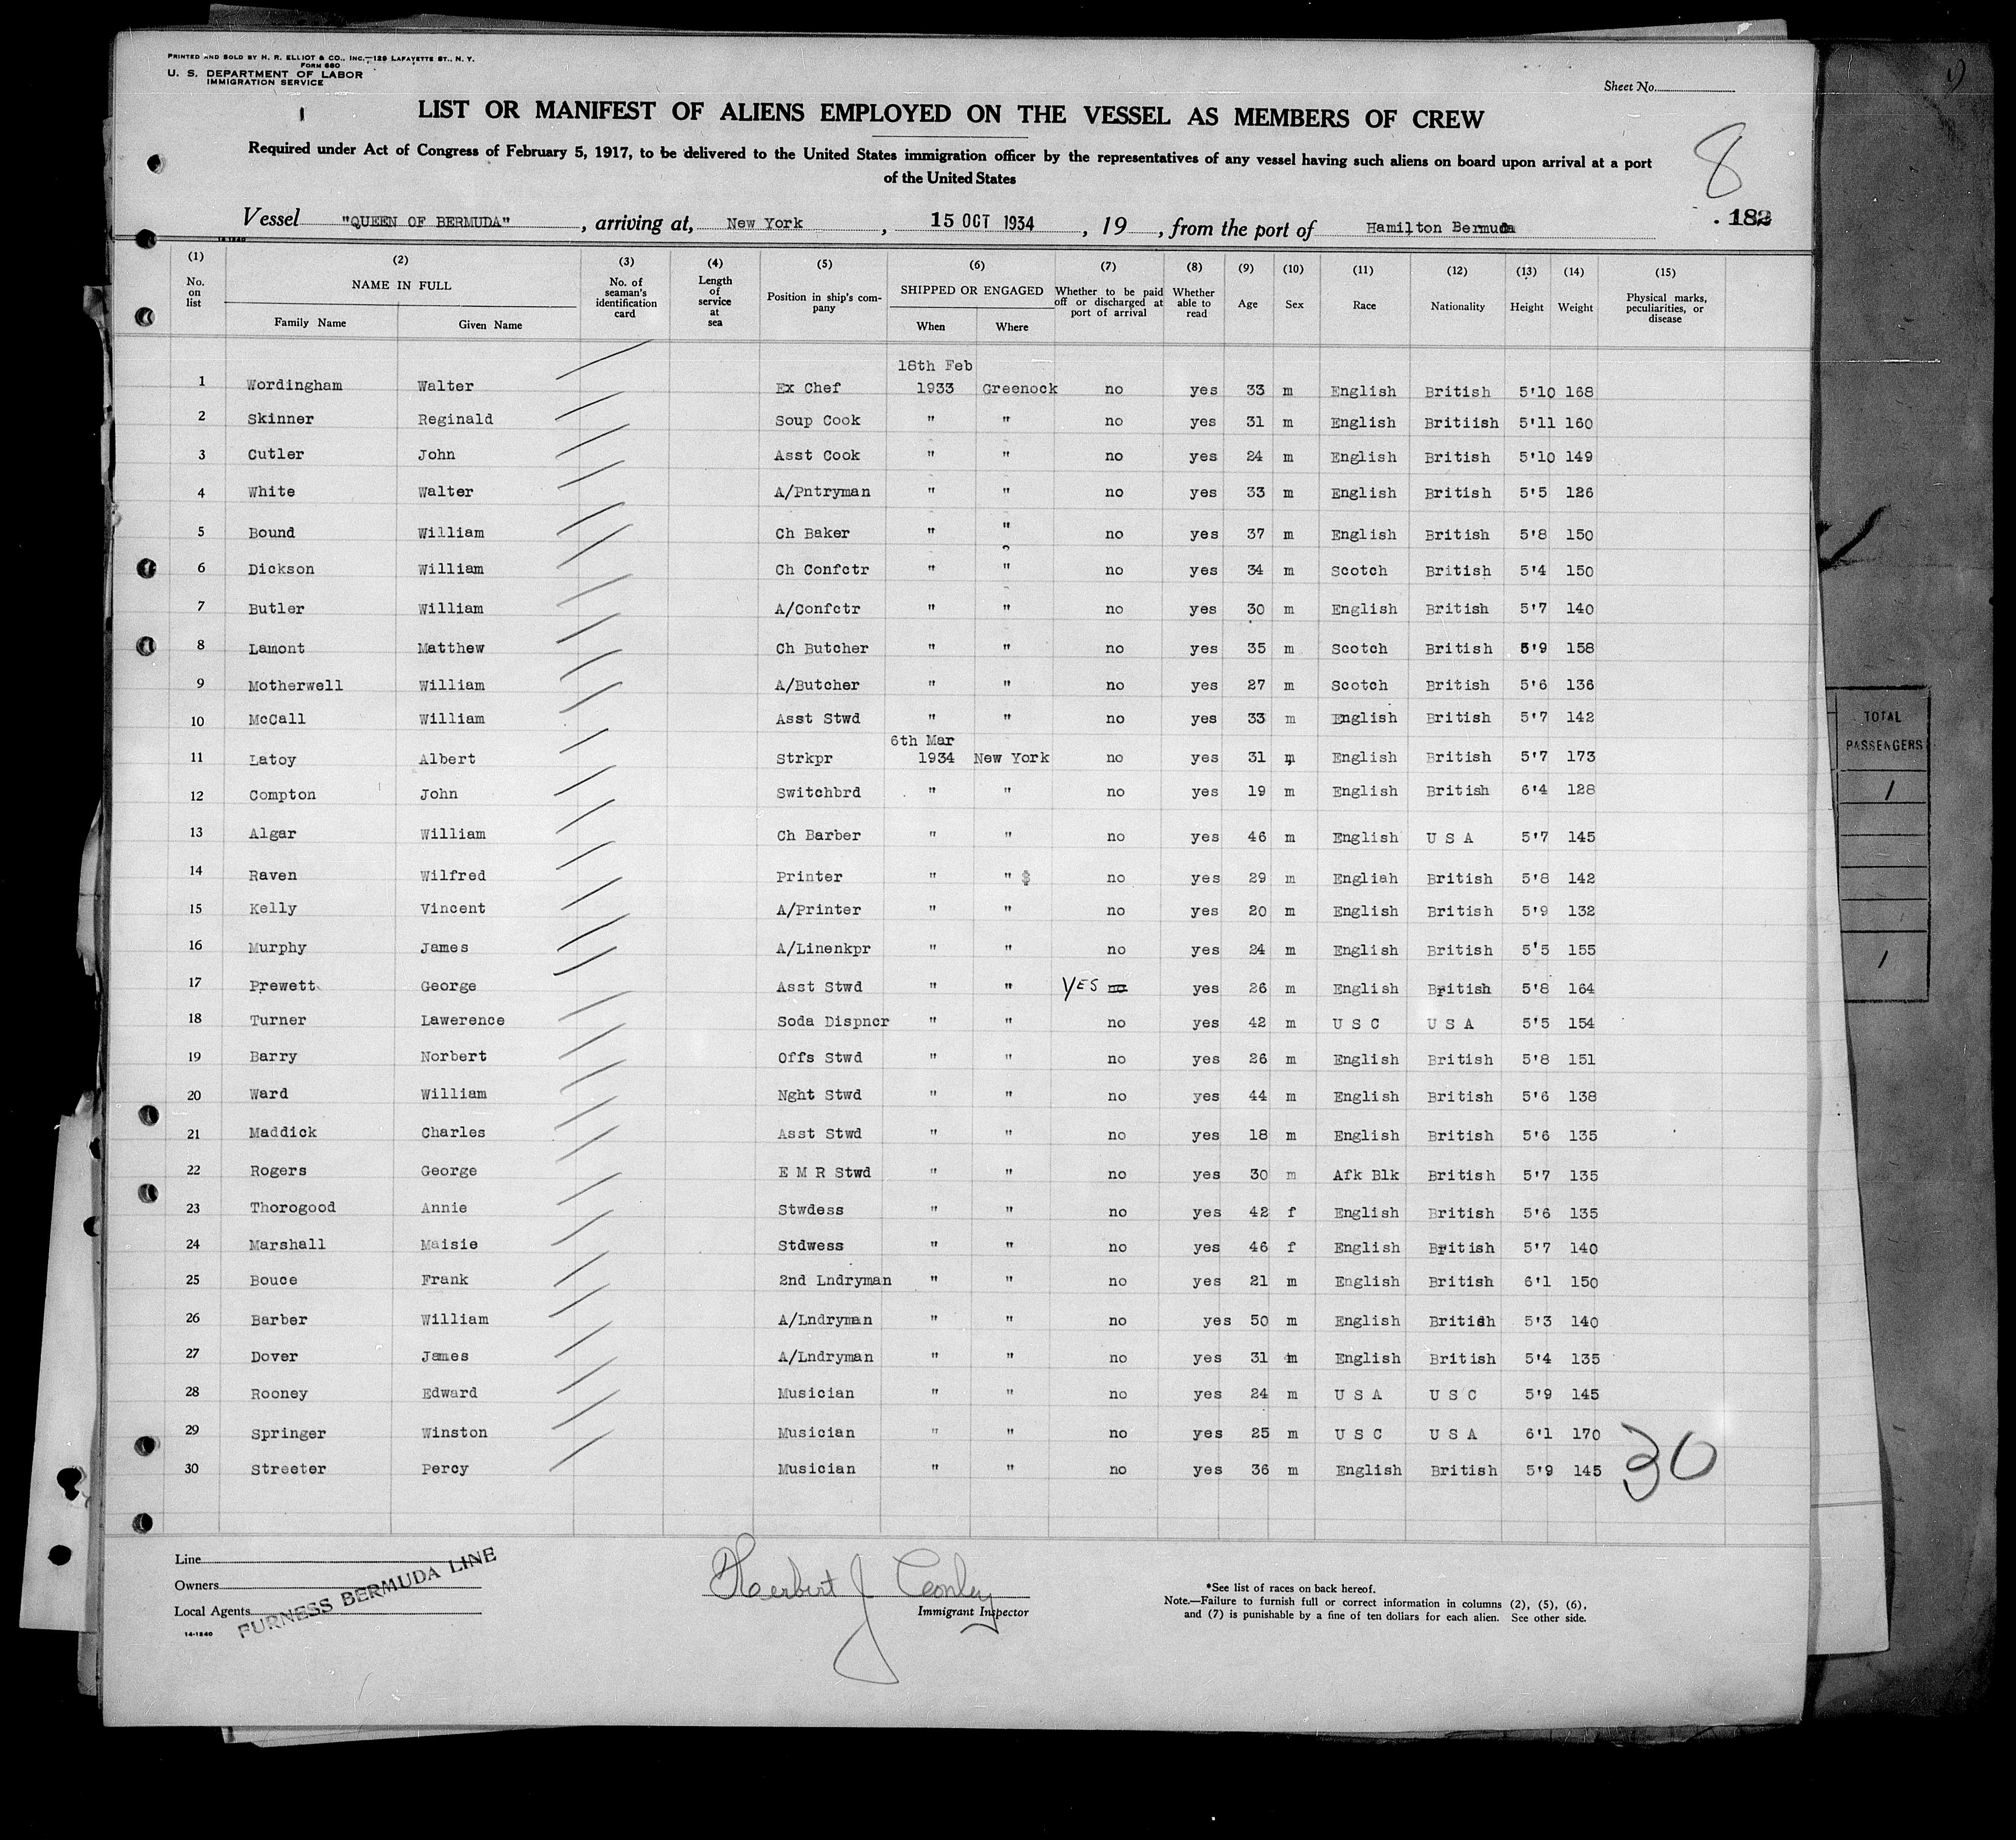 PRINTED AND SOLD BY H. R. ELLIOT & CO., INC.—129 LAFAYETTE ST., N. Y.
FORM 680
U. S. DEPARTMENT OF LABOR
IMMIGRATION SERVICE
Sheet No.
LIST OR MANIFEST OF ALIENS EMPLOYED ON THE VESSEL AS MEMBERS OF CREW
Required under Act of Congress of February 5, 1917, to be delivered to the United States immigration officer by the representatives of any vessel having such aliens on board upon arrival at a port
of the United States
8
Vessel "QUEEN OF BERMUDA", arriving at, New York, 15 OCT 1934, 19, from the port of Hamilton Bermuda
182
14-1240
(1) (2) (3) (4) (5) (6) (7) (8) (9) (10) (11) (12) (13) (14) (15)
No. on list NAME IN FULL Family Name Given Name No. of seaman's identification card Length of service at sea Position in ship's company SHIPPED OR ENGAGED When Where Whether to be paid off or discharged at port of arrival Whether able to read Age Sex Race Nationality Height Weight Physical marks, peculiarities, or disease
18th Feb
1 Wordingham Walter Ex Chef 1933 Greenock no yes 33 m English British 5'10 168
2 Skinner Reginald Soup Cook " " no yes 31 m English Britiish 5'11 160
3 Cutler John Asst Cook " " no yes 24 m English British 5'10 149
4 White Walter A/Pntryman " " no yes 33 m English British 5'5 126
5 Bound William Ch Baker " " no yes 37 m English British 5'8 150
6 Dickson William Ch Confctr " " no yes 34 m Scotch British 5'4 150
7 Butler William A/Confctr " " no yes 30 m English British 5'7 140
8 Lamont Matthew Ch Butcher " " no yes 35 m Scotch British 5'9 158
9 Motherwell William A/Butcher " " no yes 27 m Scotch British 5'6 136
10 McCall William Asst Stwd " " no yes 33 m English British 5'7 142
6th Mar
11 Latoy Albert Strkpr 1934 New York no yes 31 m English British 5'7 173
12 Compton John Switchbrd " " no yes 19 m English British 6'4 128
13 Algar William Ch Barber " " no yes 46 m English U S A 5'7 145
14 Raven Wilfred Printer " " no yes 29 m Engliah British 5'8 142
15 Kelly Vincent A/Printer " " no yes 20 m English British 5'9 132
16 Murphy James A/Linenkpr " " no yes 24 m English British 5'5 155
17 Prewett George Asst Stwd " " YES no yes 26 m English British 5'8 164
18 Turner Lawerence Soda Dispncr " " no yes 42 m U S C U S A 5'5 154
19 Barry Norbert Offs Stwd " " no yes 26 m English British 5'8 151
20 Ward William Nght Stwd " " no yes 44 m English British 5'6 138
21 Maddick Charles Asst Stwd " " no yes 18 m English British 5'6 135
22 Rogers George E M R Stwd " " no yes 30 m Afk Blk British 5'7 135
23 Thorogood Annie Stwdess " " no yes 42 f English British 5'6 135
24 Marshall Maisie Stdwess " " no yes 46 f English British 5'7 140
25 Bouce Frank 2nd Lndryman " " no yes 21 m English British 6'1 150
26 Barber William A/Lndryman " " no yes 50 m English British 5'3 140
27 Dover James A/Lndryman " " no yes 31 m English British 5'4 135
28 Rooney Edward Musician " " no yes 24 m U S A U S C 5'9 145
29 Springer Winston Musician " " no yes 25 m U S C U S A 6'1 170
30 Streeter Percy Musician " " no yes 36 m English British 5'9 145
30
Line
Owners
Local Agents
FURNESS BERMUDA LINE
14-1240
Herbert J Conley
Immigrant Inspector
*See list of races on back hereof.
Note.—Failure to furnish full or correct information in columns (2), (5), (6),
and (7) is punishable by a fine of ten dollars for each alien. See other side.
TOTAL
PASSENGERS
1
1